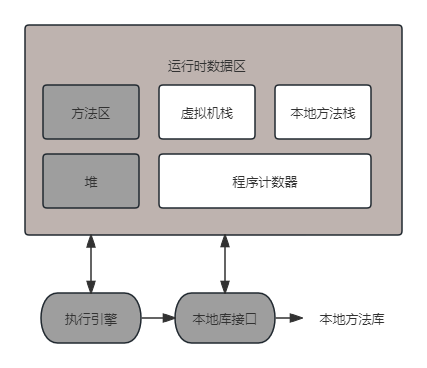 运行时数据区
方法区
虚拟机栈
本地方法栈
堆
程序计数器
执行引擎
本地库接口
本地方法库